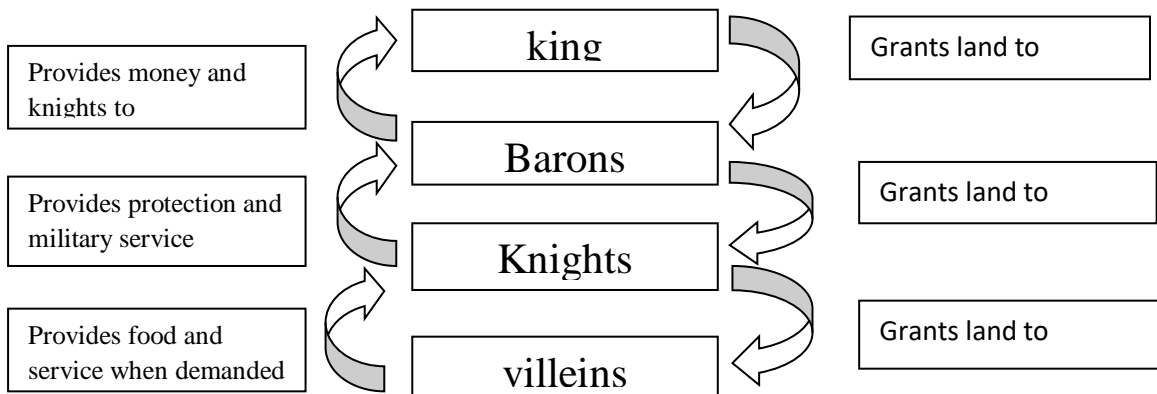 king
Grants land to
Provides money and
knights to
Barons
Grants land to
Provides protection and
military service
Knights
Grants land to
Provides food and
service when demanded
villeins